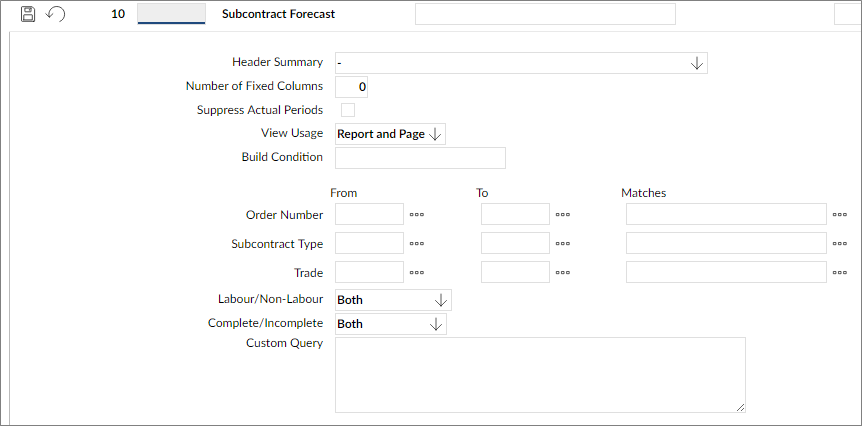 10 Subcontract Forecast
Header Summary -
Number of Fixed Columns 0
Suppress Actual Periods
View Usage Report and Page
Build Condition
From To Matches
Order Number
Subcontract Type
Trade
Labour/Non-Labour Both
Complete/Incomplete Both
Custom Query